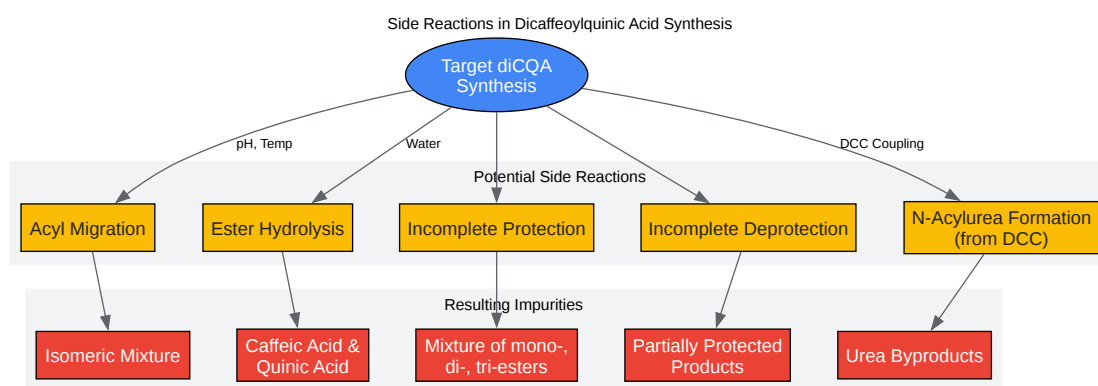 Side Reactions in Dicaffeoylquinic Acid Synthesis
Target diCQA
Synthesis
pH, Temp
Water
DCC Coupling
Potential Side Reactions
Acyl Migration
Ester Hydrolysis
Incomplete Protection
Incomplete Deprotection
N-Acylurea Formation
(from DCC)
Resulting Impurities
Isomeric Mixture
Caffeic Acid &
Quinic Acid
Mixture of mono-,
di-, tri-esters
Partially Protected
Products
Urea Byproducts